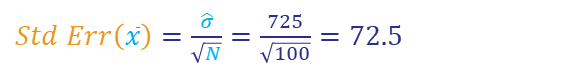 Std Err(x̄) = σ̂/√N = 725/√100 = 72.5